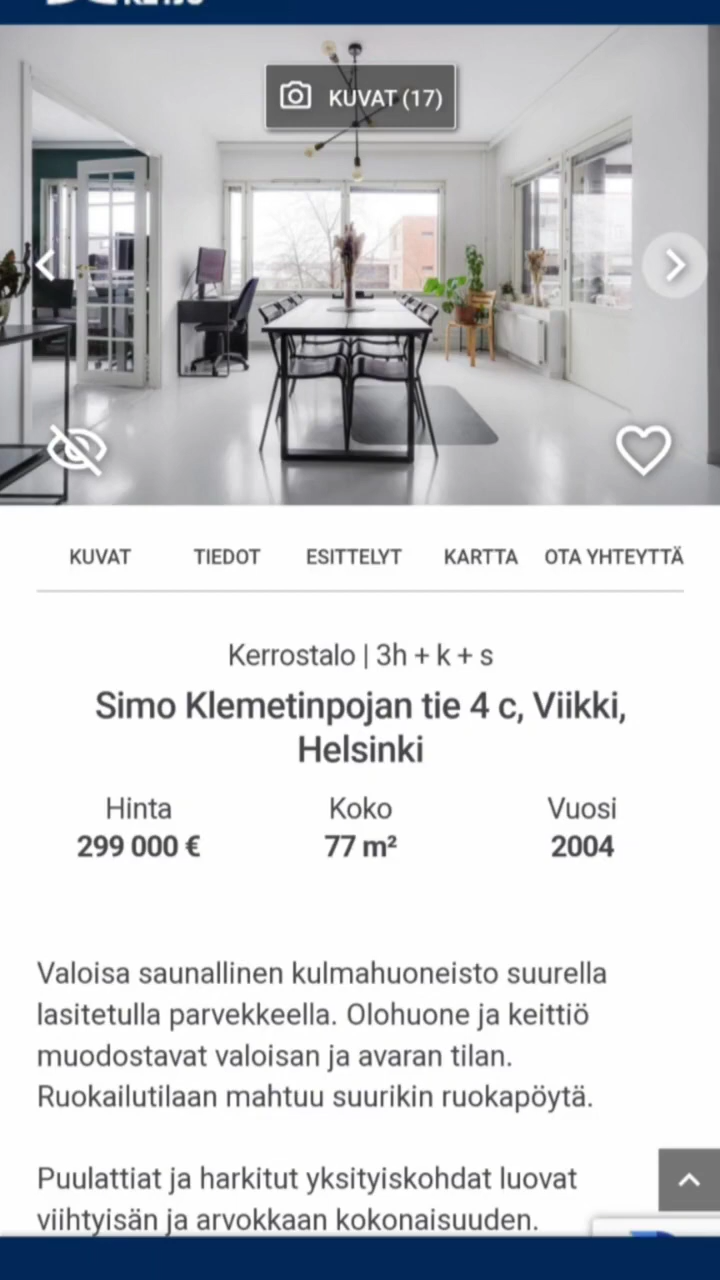 KUVAT (17)
KUVAT TIEDOT ESITTELYT KARTTA OTA YHTEYTTÄ
Kerrostalo | 3h + k + s
Simo Klemetinpojan tie 4 c, Viikki,
Helsinki
Hinta Koko Vuosi
299 000 € 77 m² 2004
Valoisa saunallinen kulmahuoneisto suurella
lasitetulla parvekkeella. Olohuone ja keittiö
muodostavat valoisan ja avaran tilan.
Ruokailutilaan mahtuu suurikin ruokapöytä.
Puulattiat ja harkitut yksityiskohdat luovat
viihtyisän ja arvokkaan kokonaisuuden.